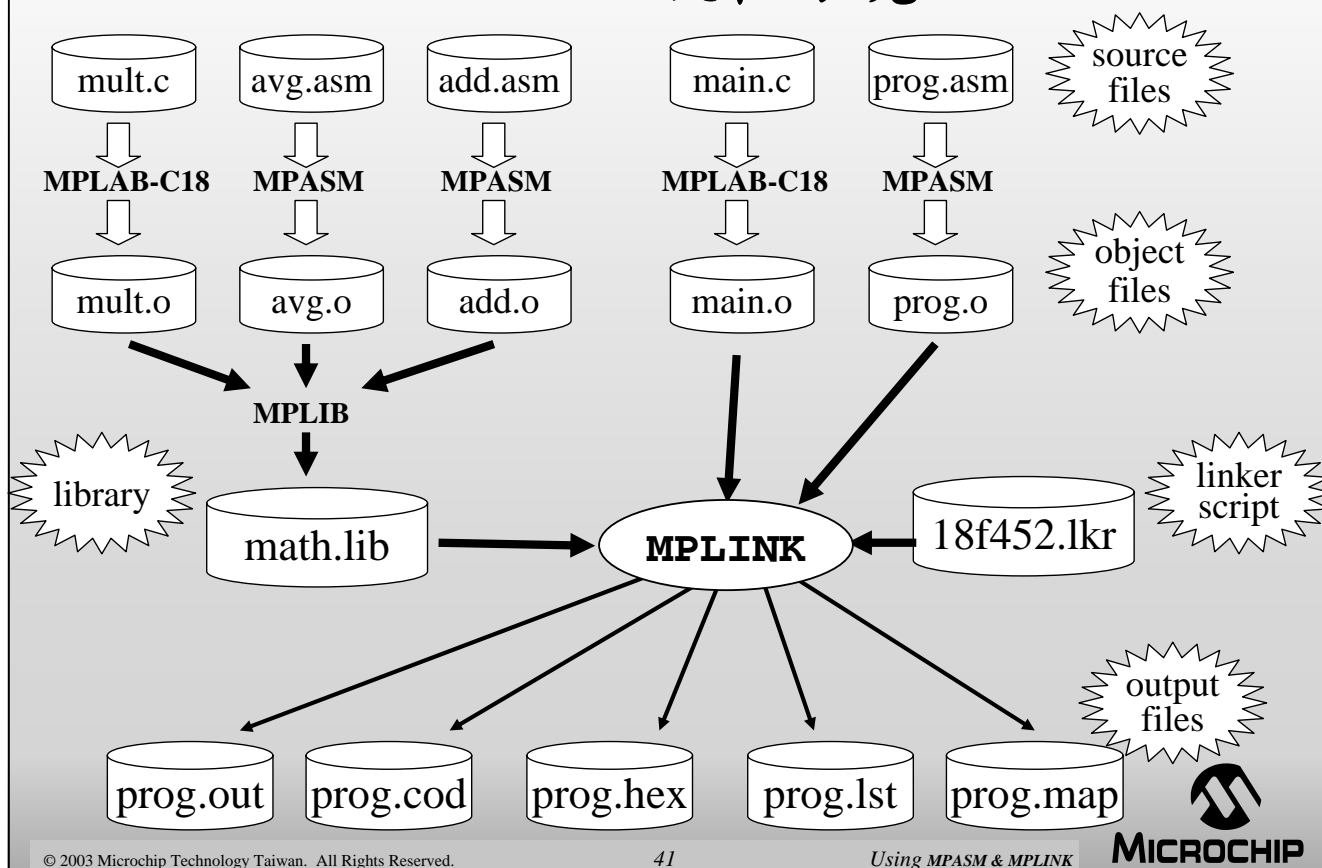 mult.c avg.asm add.asm main.c prog.asm
source
files
MPLAB-C18 MPASM MPASM MPLAB-C18 MPASM
mult.o avg.o add.o main.o prog.o
object
files
MPLIB
library
math.lib
MPLINK
18f452.lkr
linker
script
output
files
prog.out prog.cod prog.hex prog.lst prog.map
MICROCHIP
© 2003 Microchip Technology Taiwan. All Rights Reserved. 41 Using MPASM & MPLINK